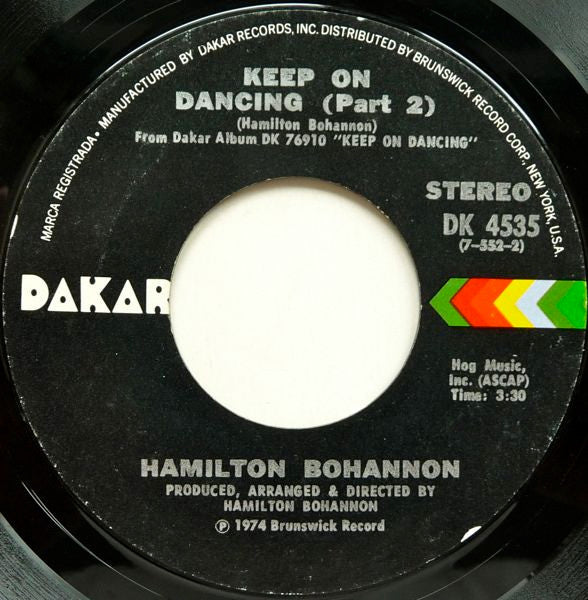 MARCA REGISTRADA. MANUFACTURED BY DAKAR RECORDS, INC. DISTRIBUTED BY BRUNSWICK RECORD CORP., NEW YORK, U.S.A.
KEEP ON
DANCING (Part 2)
(Hamilton Bohannon)
From Dakar Album DK 76910 "KEEP ON DANCING"
STEREO
DK 4535
(7-552-2)
DAKAR
Hog Music,
Inc. (ASCAP)
Time: 3:30
HAMILTON BOHANNON
PRODUCED, ARRANGED & DIRECTED BY
HAMILTON BOHANNON
℗ 1974 Brunswick Record